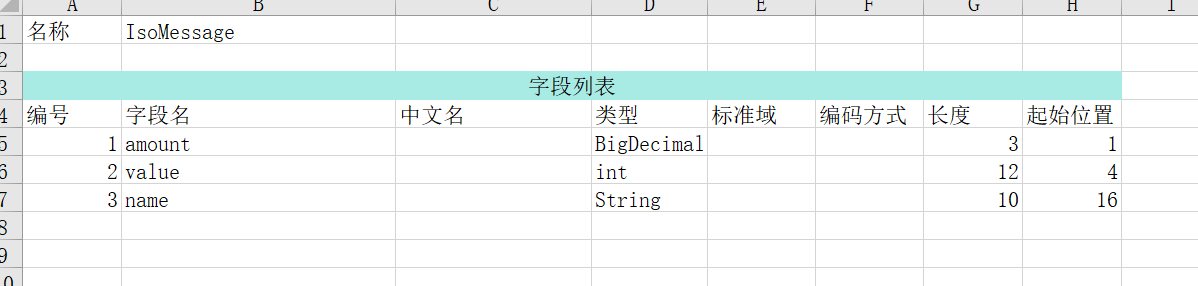 A B C D E F G H I
1 名称 IsoMessage
2
3 字段列表
4 编号 字段名 中文名 类型 标准域 编码方式 长度 起始位置
5 1 amount BigDecimal 3 1
6 2 value int 12 4
7 3 name String 10 16
8
9
10